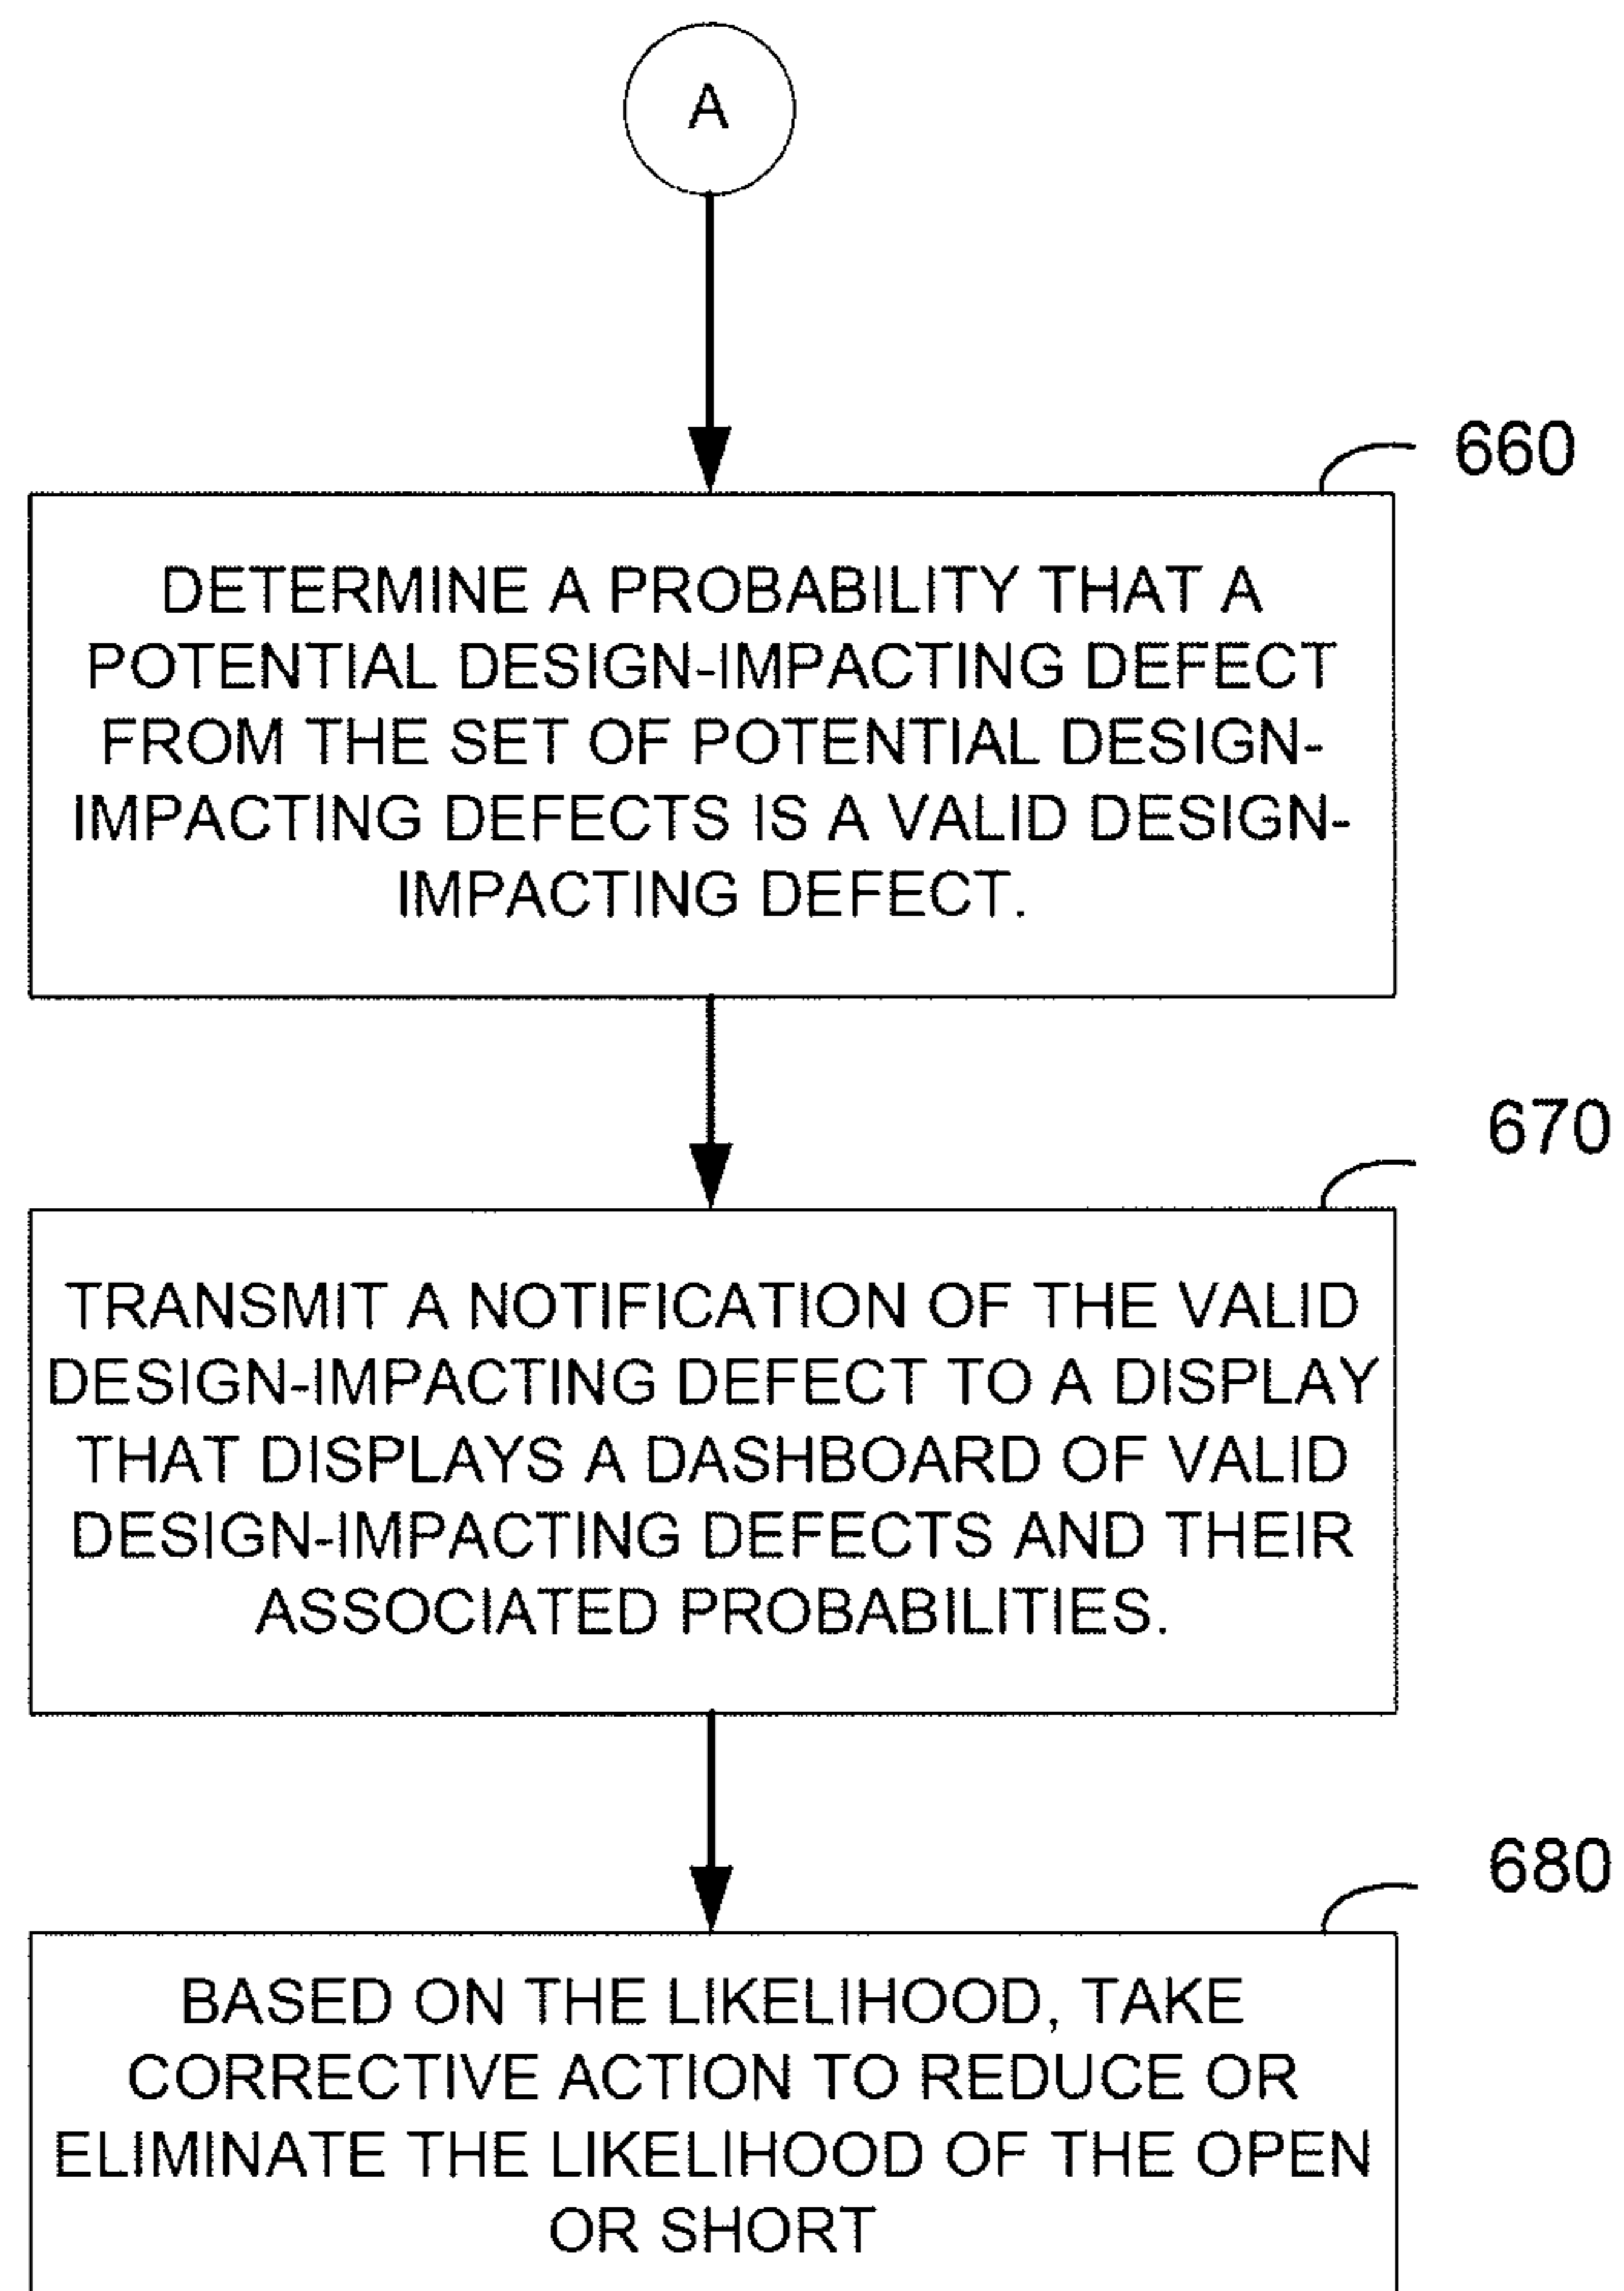 A
660
DETERMINE A PROBABILITY THAT A
POTENTIAL DESIGN-IMPACTING DEFECT
FROM THE SET OF POTENTIAL DESIGN-
IMPACTING DEFECTS IS A VALID DESIGN-
IMPACTING DEFECT.
670
TRANSMIT A NOTIFICATION OF THE VALID
DESIGN-IMPACTING DEFECT TO A DISPLAY
THAT DISPLAYS A DASHBOARD OF VALID
DESIGN-IMPACTING DEFECTS AND THEIR
ASSOCIATED PROBABILITIES.
680
BASED ON THE LIKELIHOOD, TAKE
CORRECTIVE ACTION TO REDUCE OR
ELIMINATE THE LIKELIHOOD OF THE OPEN
OR SHORT